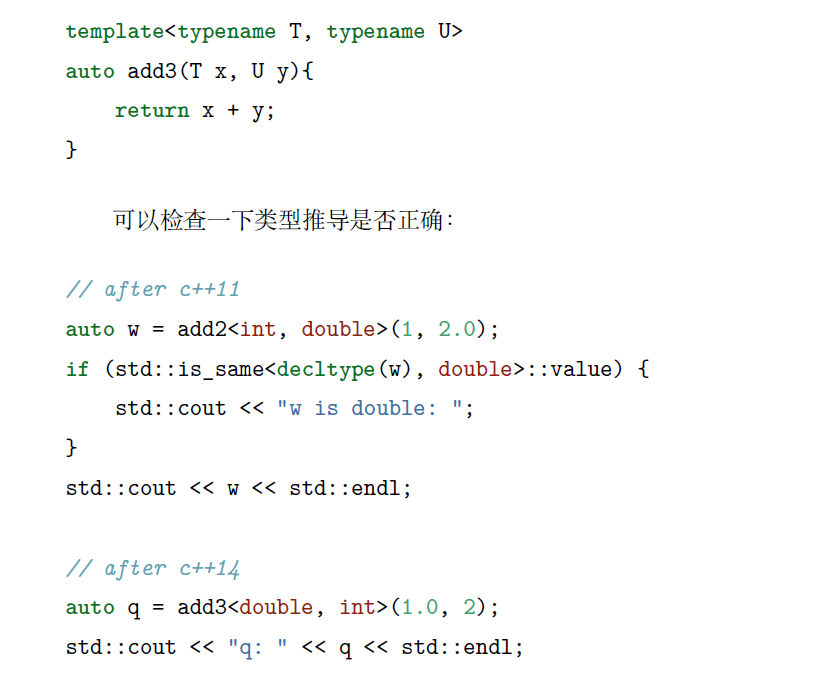 template<typename T, typename U>
auto add3(T x, U y){
    return x + y;
}
可以检查一下类型推导是否正确：
// after c++11
auto w = add2<int, double>(1, 2.0);
if (std::is_same<decltype(w), double>::value) {
    std::cout << "w is double: ";
}
std::cout << w << std::endl;
// after c++14
auto q = add3<double, int>(1.0, 2);
std::cout << "q: " << q << std::endl;